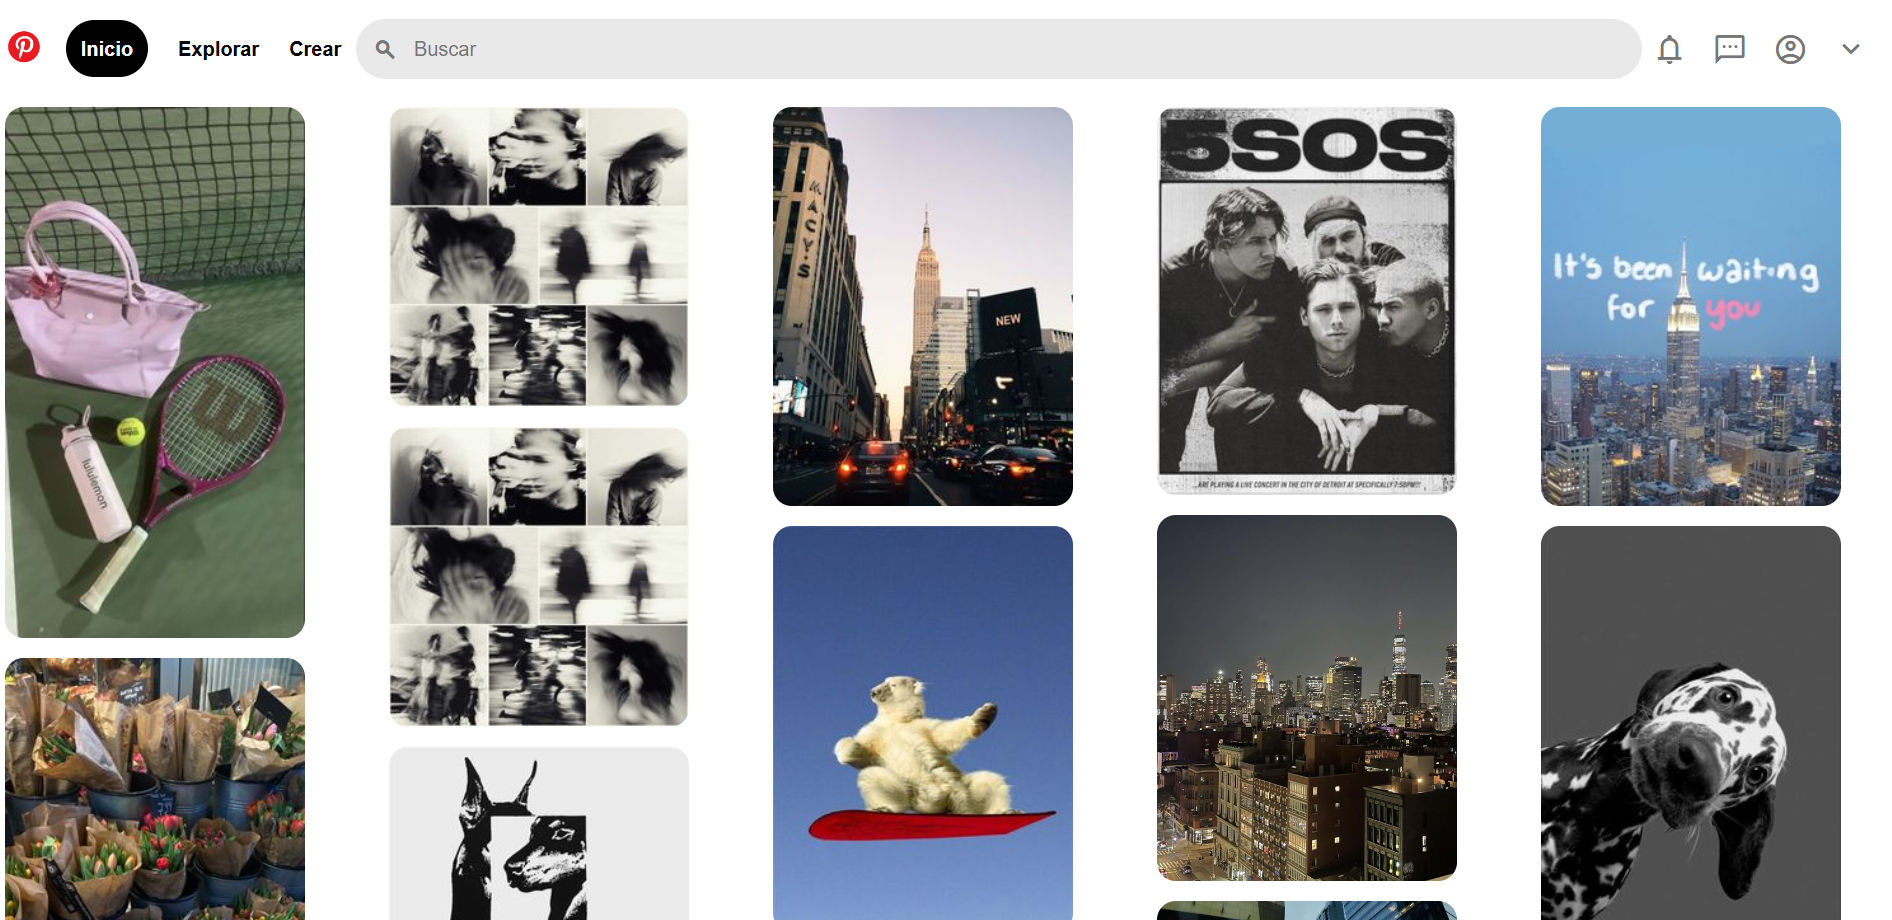 Inicio
Explorar
Crear
Buscar
lululemon
MACY'S
NEW
5SOS
...ARE PLAYING A LIVE CONCERT IN THE CITY OF DETROIT AT SPECIFICALLY 7:50PM!!!
It's been waiting
for you